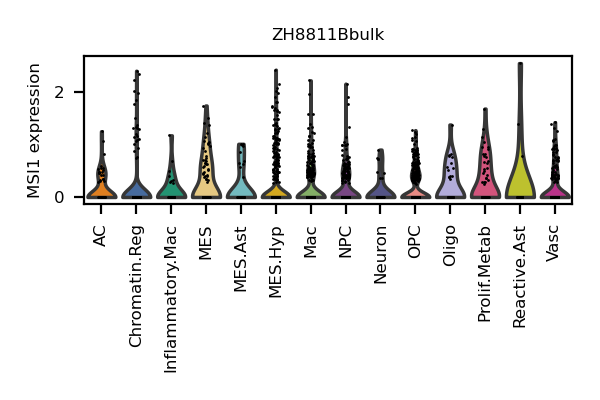 ZH8811Bbulk
MSI1 expression
2
0
AC
Chromatin.Reg
Inflammatory.Mac
MES
MES.Ast
MES.Hyp
Mac
NPC
Neuron
OPC
Oligo
Prolif.Metab
Reactive.Ast
Vasc